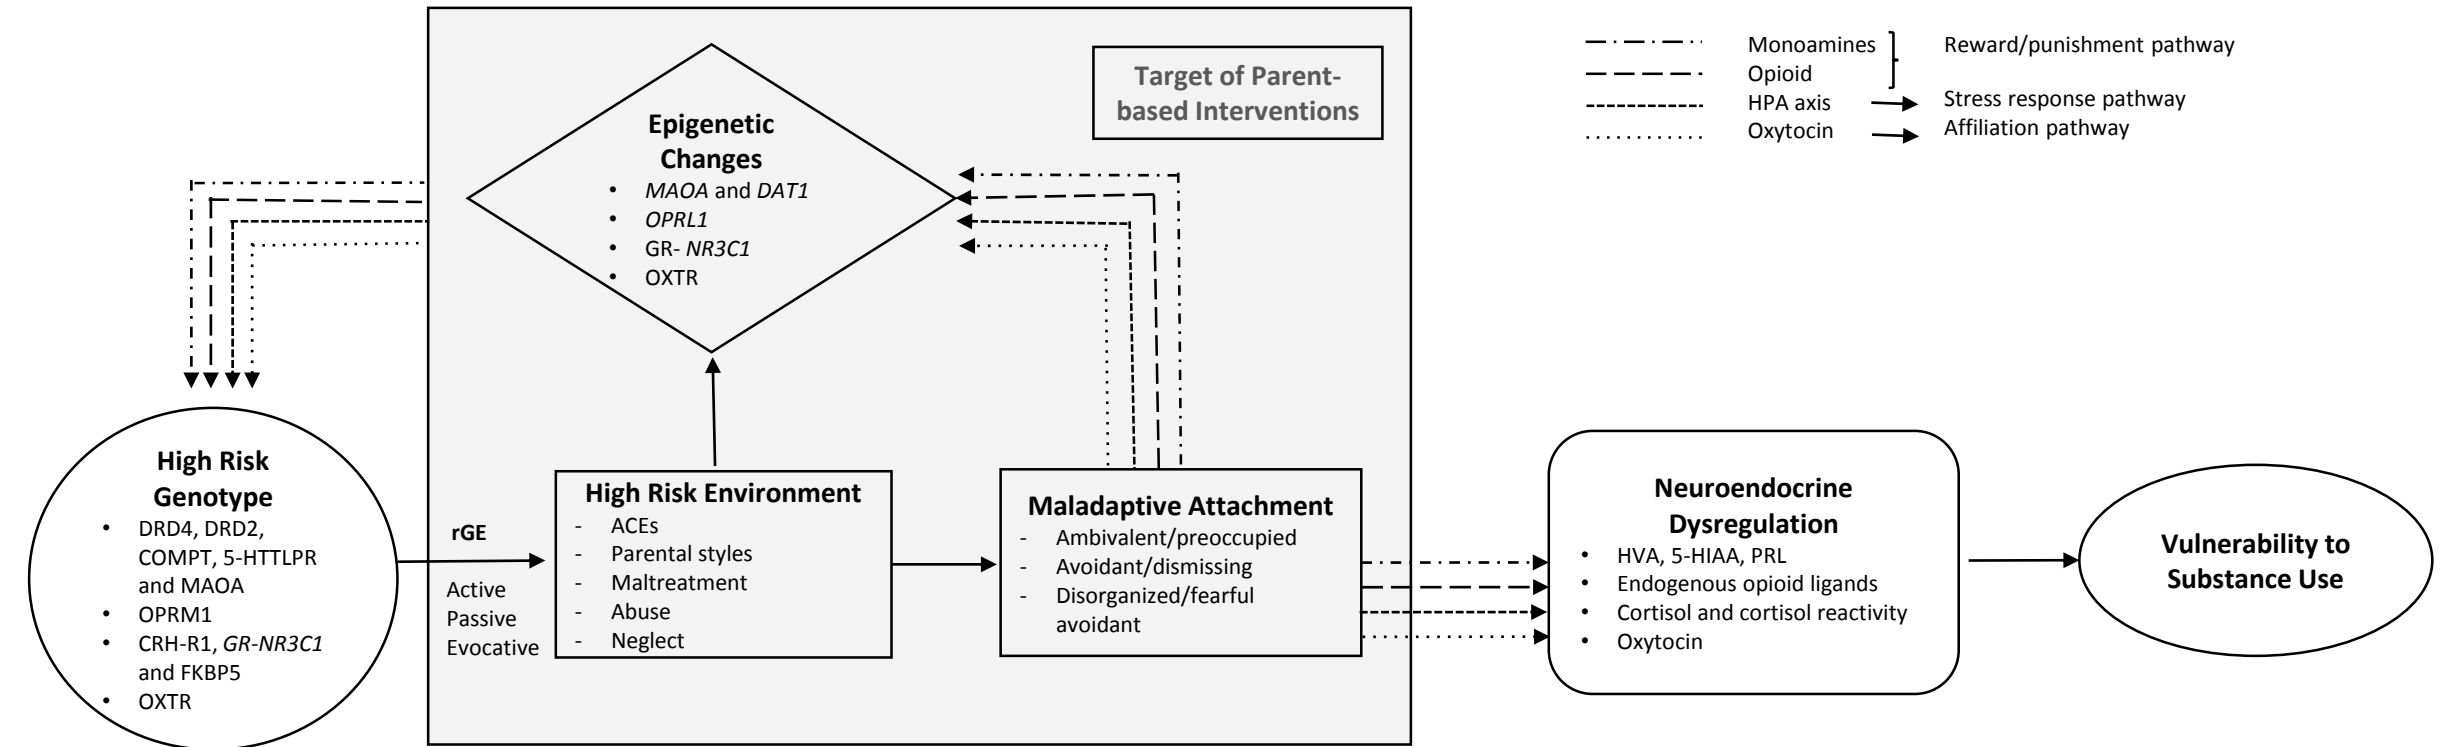 Target of Parent-
based Interventions
Monoamines
Opioid
HPA axis
Oxytocin
Reward/punishment pathway
Stress response pathway
Affiliation pathway
Epigenetic
Changes
• MAOA and DAT1
• OPRL1
• GR- NR3C1
• OXTR
High Risk
Genotype
• DRD4, DRD2,
COMPT, 5-HTTLPR
and MAOA
• OPRM1
• CRH-R1, GR-NR3C1
and FKBP5
• OXTR
rGE
Active
Passive
Evocative
High Risk Environment
- ACEs
- Parental styles
- Maltreatment
- Abuse
- Neglect
Maladaptive Attachment
- Ambivalent/preoccupied
- Avoidant/dismissing
- Disorganized/fearful
avoidant
Neuroendocrine
Dysregulation
• HVA, 5-HIAA, PRL
• Endogenous opioid ligands
• Cortisol and cortisol reactivity
• Oxytocin
Vulnerability to
Substance Use